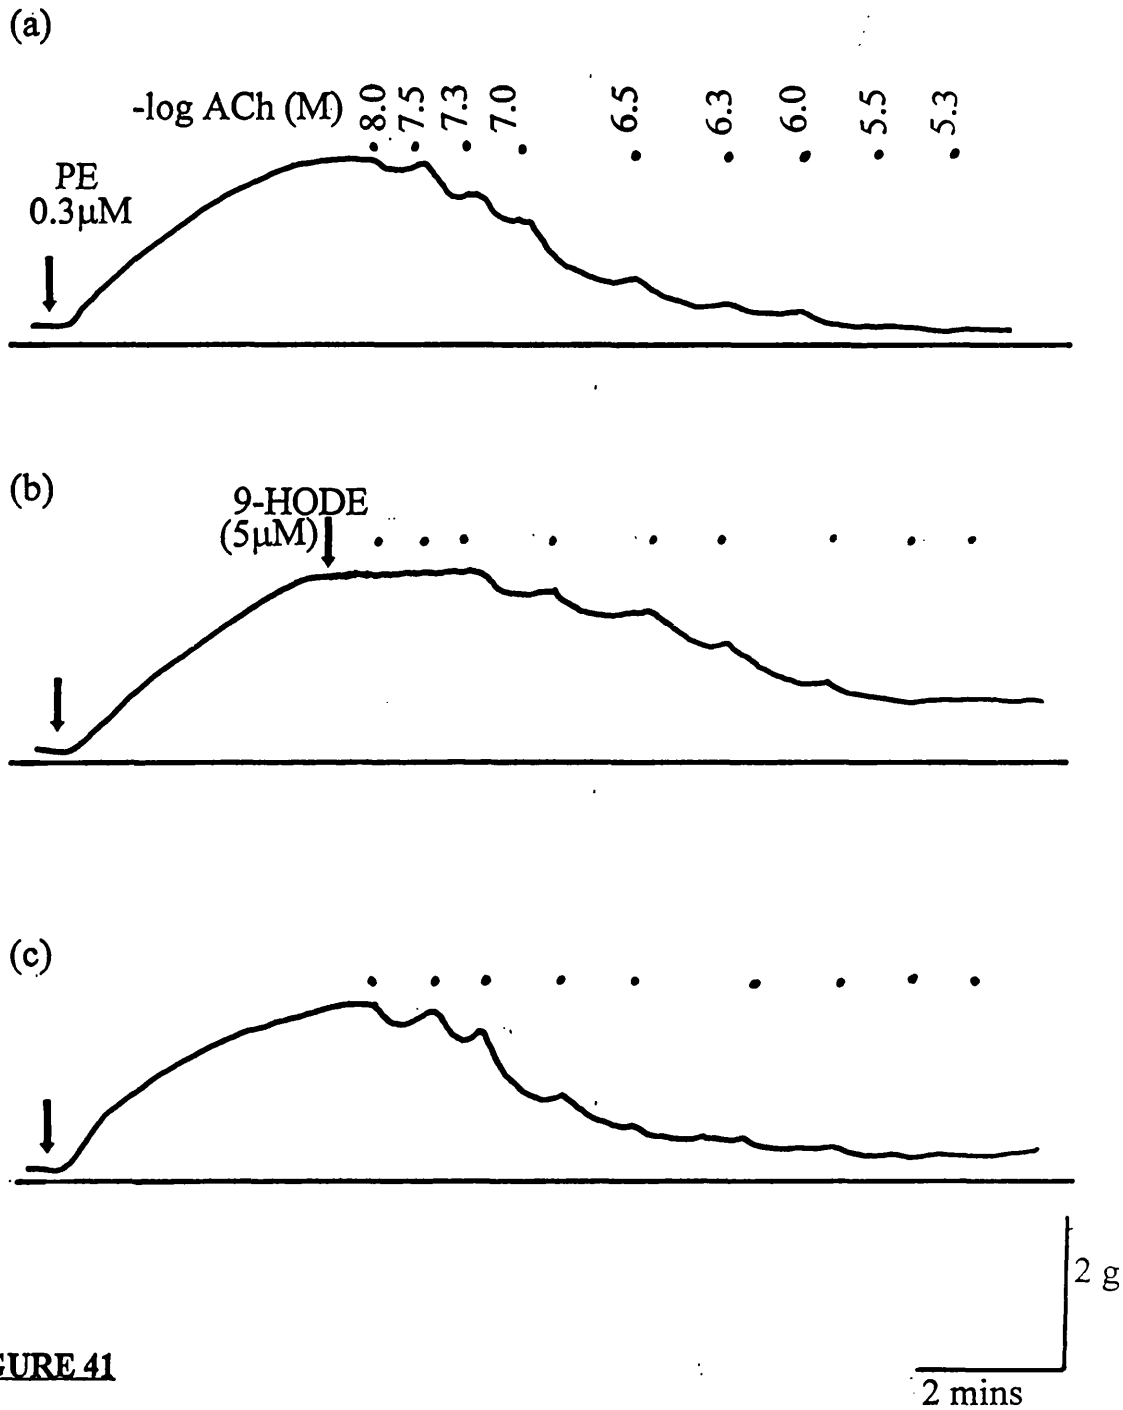 (a)
-log ACh (M) 8.0 7.5 7.3 7.0 6.5 6.3 6.0 5.5 5.3
PE
0.3μM
(b)
9-HODE
(5μM)
(c)
2 g
2 mins
GURE 41